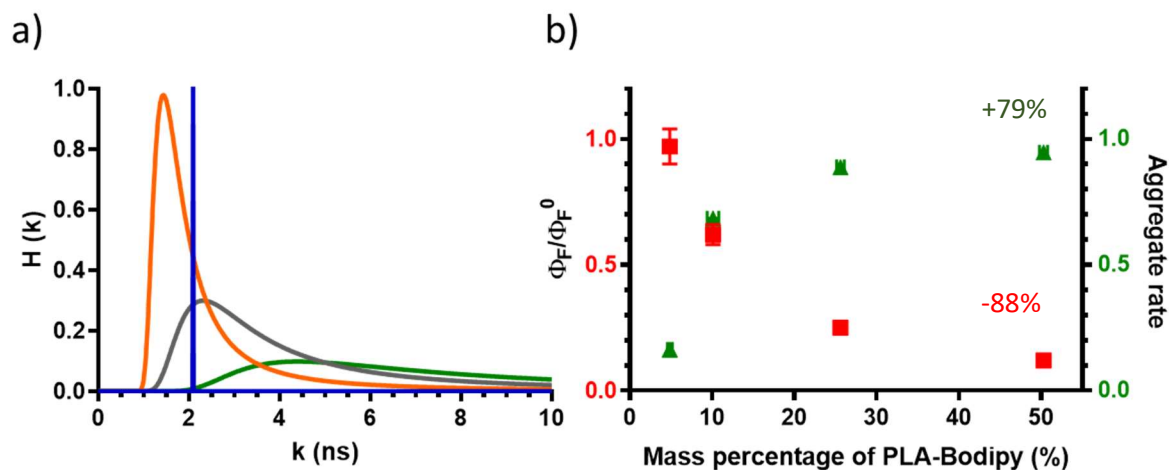 a)
H (k)
1.0
0.8
0.6
0.4
0.2
0.0
0 2 4 6 8 10
k (ns)
b)
Φ_F/Φ_F^0
1.0
0.5
0.0
+79%
-88%
1.0
0.5
0.0
Aggregate rate
0 10 20 30 40 50
Mass percentage of PLA-Bodipy (%)